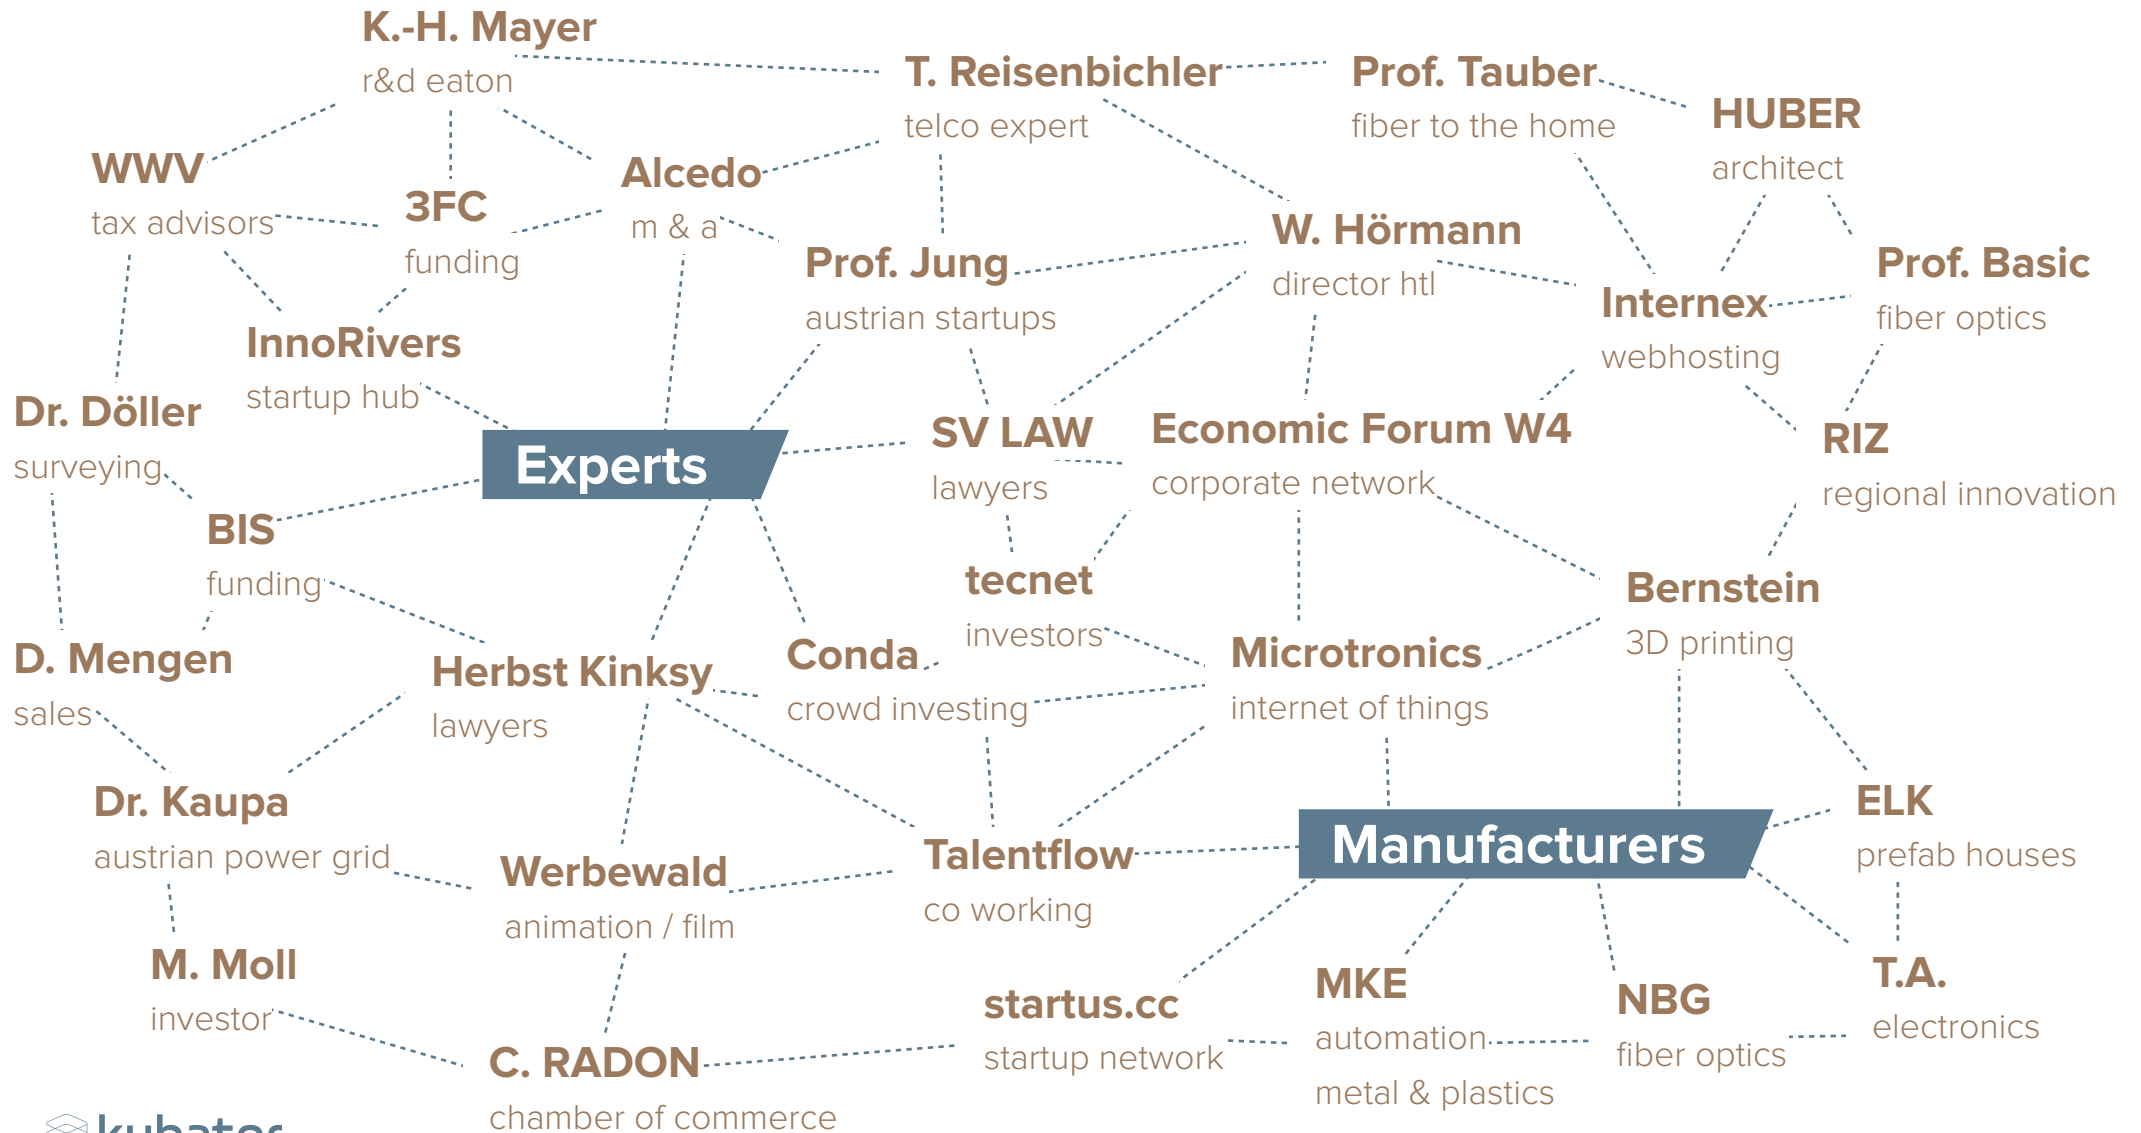 K.-H. Mayer
r&d eaton
T. Reisenbichler
telco expert
Prof. Tauber
fiber to the home
HUBER
architect
WWV
tax advisors
3FC
funding
Alcedo
m & a
Prof. Jung
austrian startups
W. Hörmann
director htl
Internex
webhosting
Prof. Basic
fiber optics
InnoRivers
startup hub
Dr. Döller
surveying
Experts
SV LAW
lawyers
Economic Forum W4
corporate network
RIZ
regional innovation
BIS
funding
tecnet
investors
Bernstein
3D printing
D. Mengen
sales
Herbst Kinksy
lawyers
Conda
crowd investing
Microtronics
internet of things
Dr. Kaupa
austrian power grid
Werbewald
animation / film
Talentflow
co working
Manufacturers
ELK
prefab houses
M. Moll
investor
C. RADON
chamber of commerce
startus.cc
startup network
MKE
automation
metal & plastics
NBG
fiber optics
T.A.
electronics
kubator